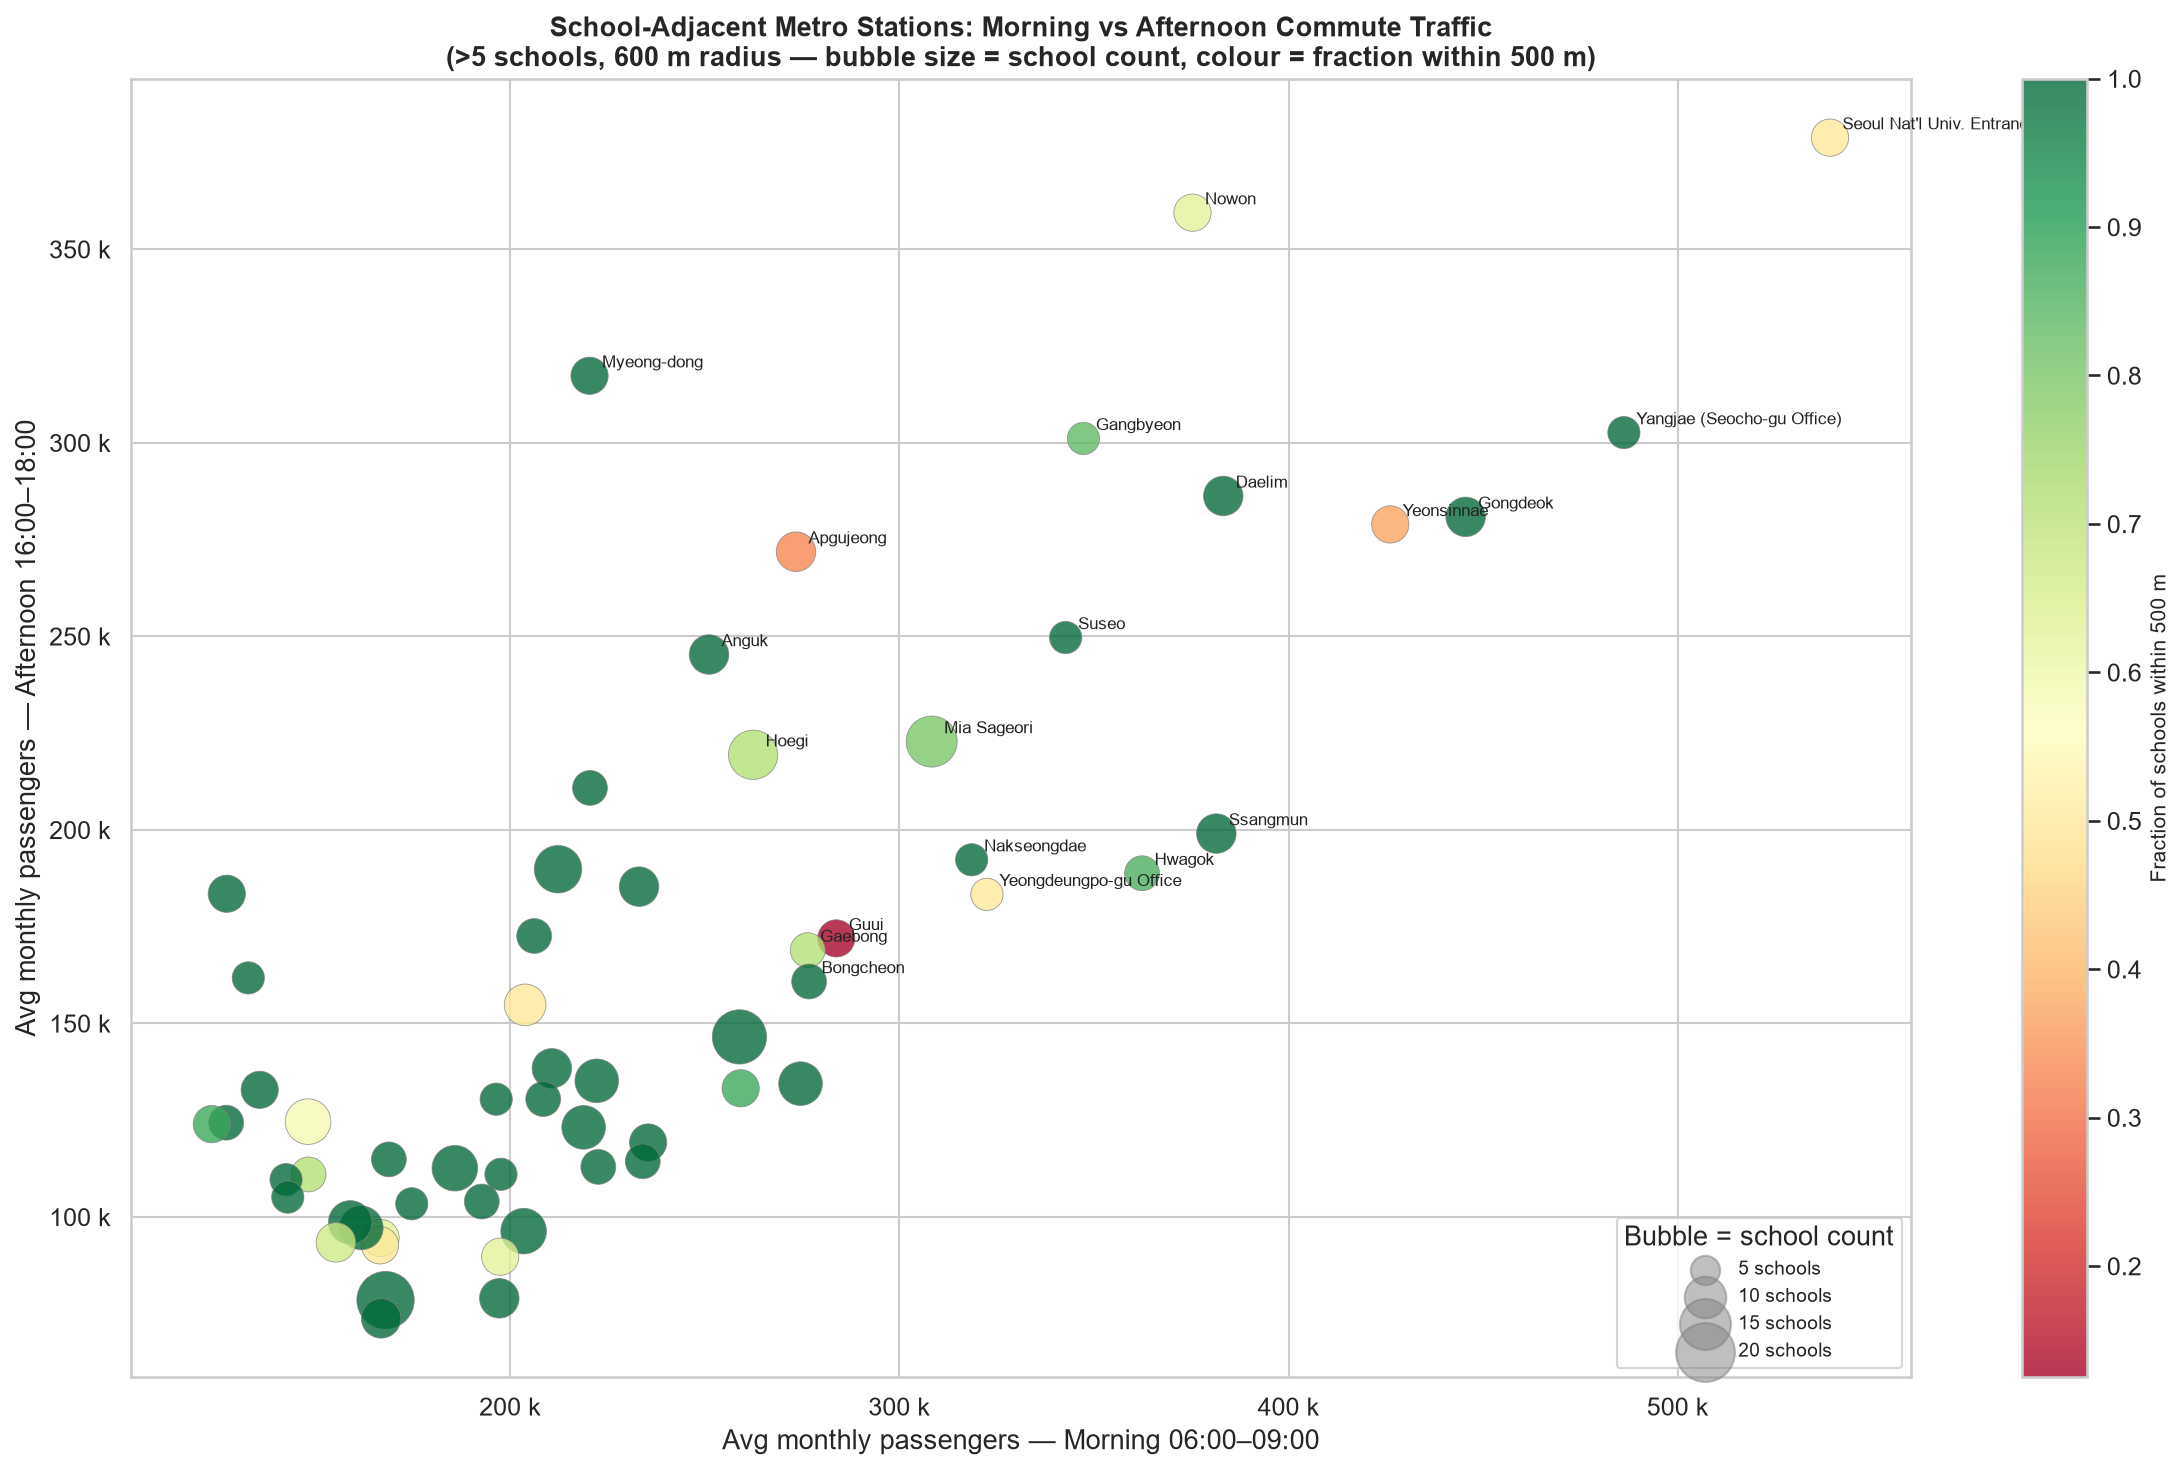 School-Adjacent Metro Stations: Morning vs Afternoon Commute Traffic
(>5 schools, 600 m radius — bubble size = school count, colour = fraction within 500 m)
Avg monthly passengers — Afternoon 16:00–18:00
350 k
300 k
250 k
200 k
150 k
100 k
Seoul Nat'l Univ. Entran
Nowon
Myeong-dong
Gangbyeon
Yangjae (Seocho-gu Office)
Daelim
Gongdeok
Yeonsinnae
Apgujeong
Suseo
Anguk
Mia Sageori
Hoegi
Ssangmun
Nakseongdae
Hwagok
Yeongdeungpo-gu Office
Guui
Gaebong
Bongcheon
Bubble = school count
5 schools
10 schools
15 schools
20 schools
200 k
300 k
400 k
500 k
Avg monthly passengers — Morning 06:00–09:00
1.0
0.9
0.8
0.7
0.6
0.5
0.4
0.3
0.2
Fraction of schools within 500 m